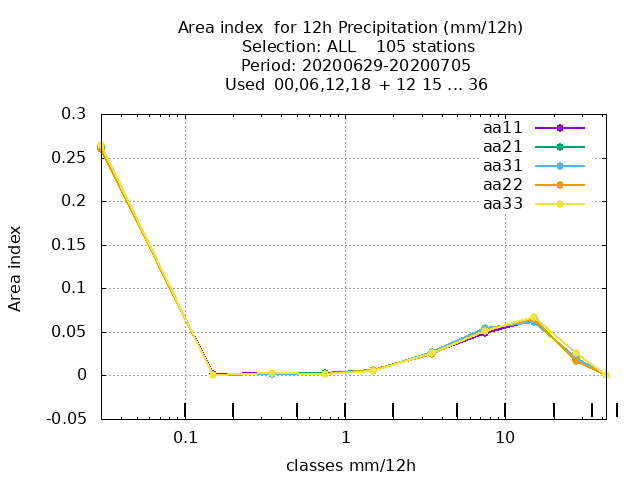 Area index  for 12h Precipitation (mm/12h)
Selection: ALL    105 stations
Period: 20200629-20200705
Used  00,06,12,18  + 12 15 ... 36
0.3
0.25
0.2
0.15
0.1
0.05
0
-0.05
Area index
aa11
aa21
aa31
aa22
aa33
0.1
1
10
classes mm/12h